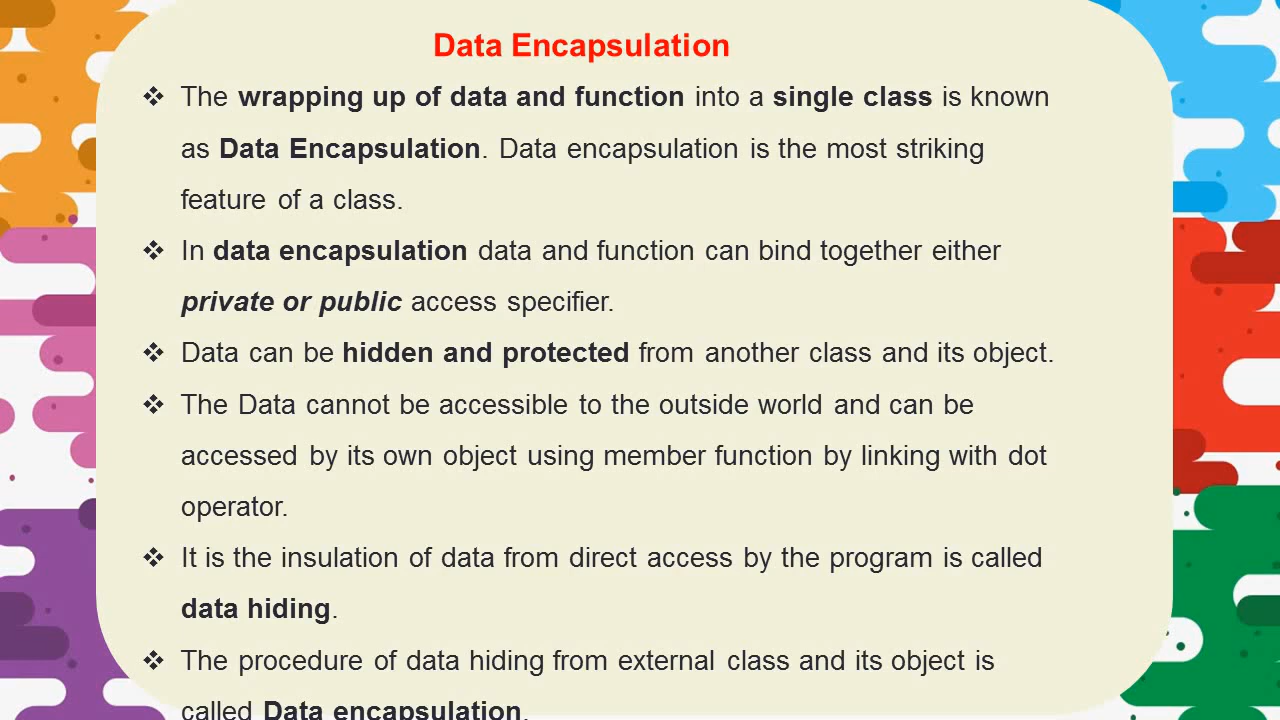 Data Encapsulation
❖ The wrapping up of data and function into a single class is known
as Data Encapsulation. Data encapsulation is the most striking
feature of a class.
❖ In data encapsulation data and function can bind together either
private or public access specifier.
❖ Data can be hidden and protected from another class and its object.
❖ The Data cannot be accessible to the outside world and can be
accessed by its own object using member function by linking with dot
operator.
❖ It is the insulation of data from direct access by the program is called
data hiding.
❖ The procedure of data hiding from external class and its object is
called Data encapsulation.